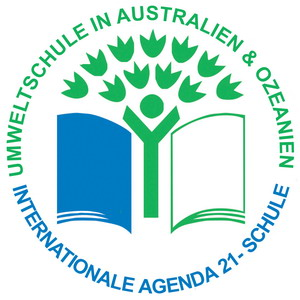 UMWELTSCHULE IN AUSTRALIEN & OZEANIEN
INTERNATIONALE AGENDA 21- SCHULE